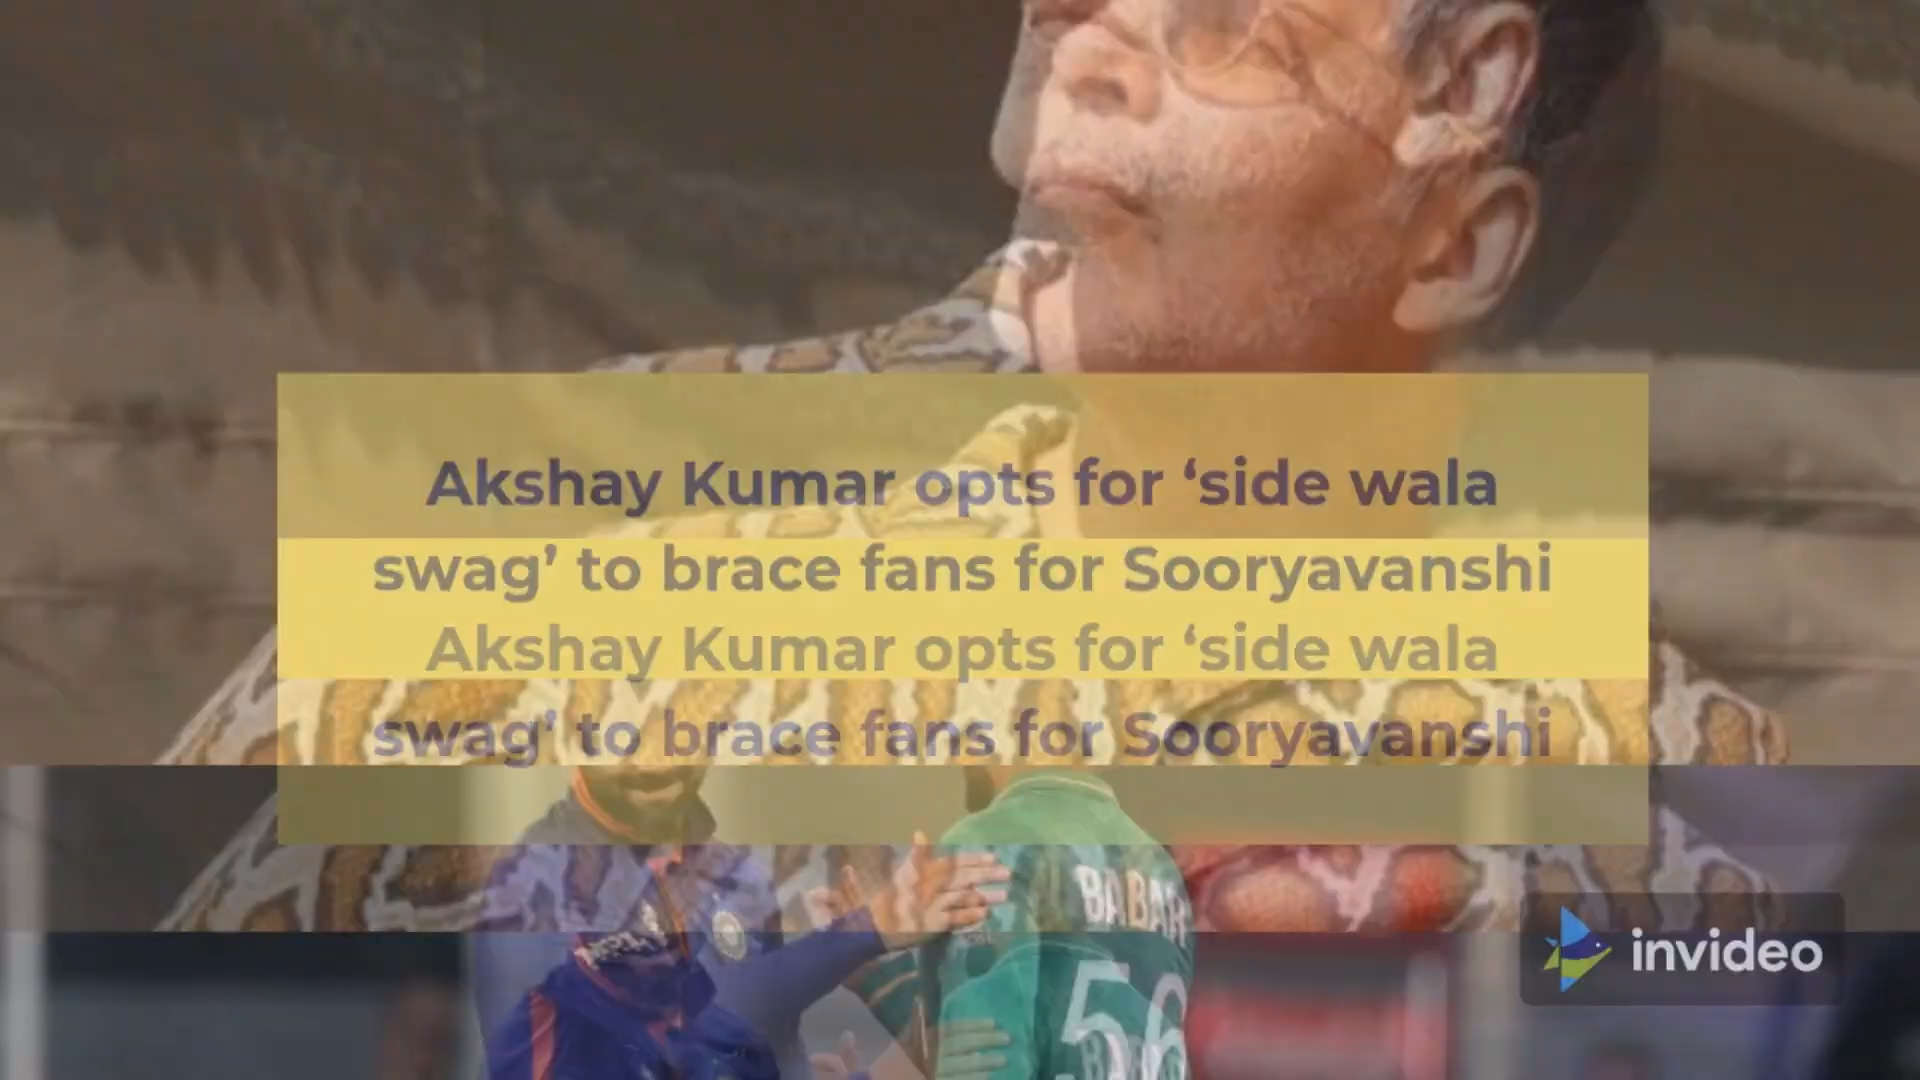 Akshay Kumar opts for ‘side wala
swag’ to brace fans for Sooryavanshi
Akshay Kumar opts for ‘side wala
swag’ to brace fans for Sooryavanshi
BABAR
56
invideo